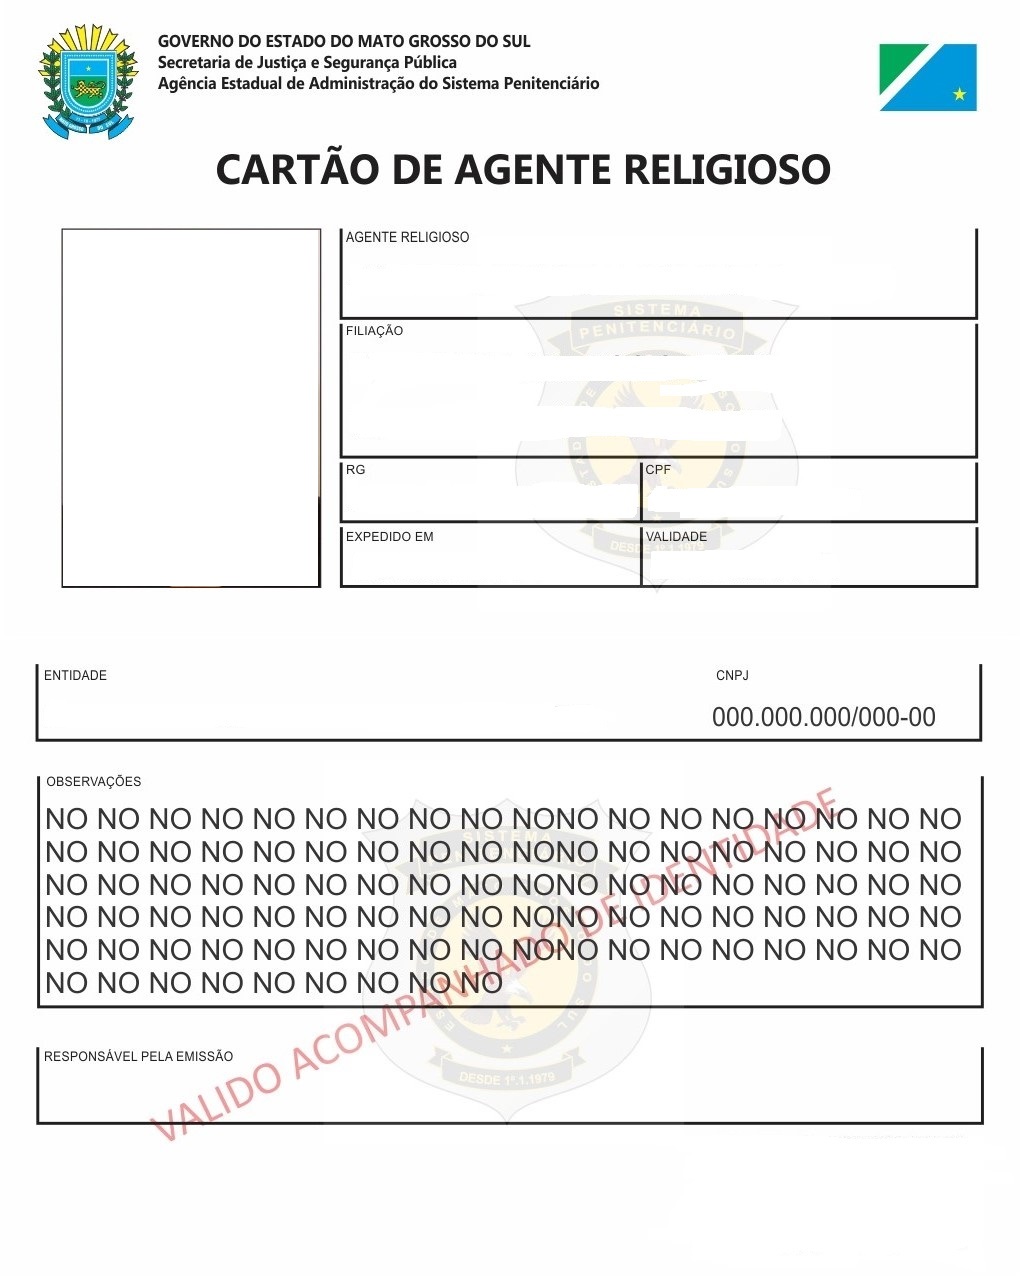 GOVERNO DO ESTADO DO MATO GROSSO DO SUL
Secretaria de Justiça e Segurança Pública
Agência Estadual de Administração do Sistema Penitenciário
CARTÃO DE AGENTE RELIGIOSO
AGENTE RELIGIOSO
SISTEMA
PENITENCIÁRIO
FILIAÇÃO
RG
CPF
EXPEDIDO EM
VALIDADE
DESDE 1º.1.1979
ENTIDADE
CNPJ
000.000.000/000-00
OBSERVAÇÕES
NO NO NO NO NO NO NO NO NO NONO NO NO NO NO NO NO NO
NO NO NO NO NO NO NO NO NO NONO NO NO NO NO NO NO NO
NO NO NO NO NO NO NO NO NO NONO NO NO NO NO NO NO NO
NO NO NO NO NO NO NO NO NO NONO NO NO NO NO NO NO NO
NO NO NO NO NO NO NO NO NO NONO NO NO NO NO NO NO NO
NO NO NO NO NO NO NO NO NO
VALIDO ACOMPANHADO DE IDENTIDADE
SISTEMA
PENITENCIÁRIO
DESDE 1º.1.1979
RESPONSÁVEL PELA EMISSÃO